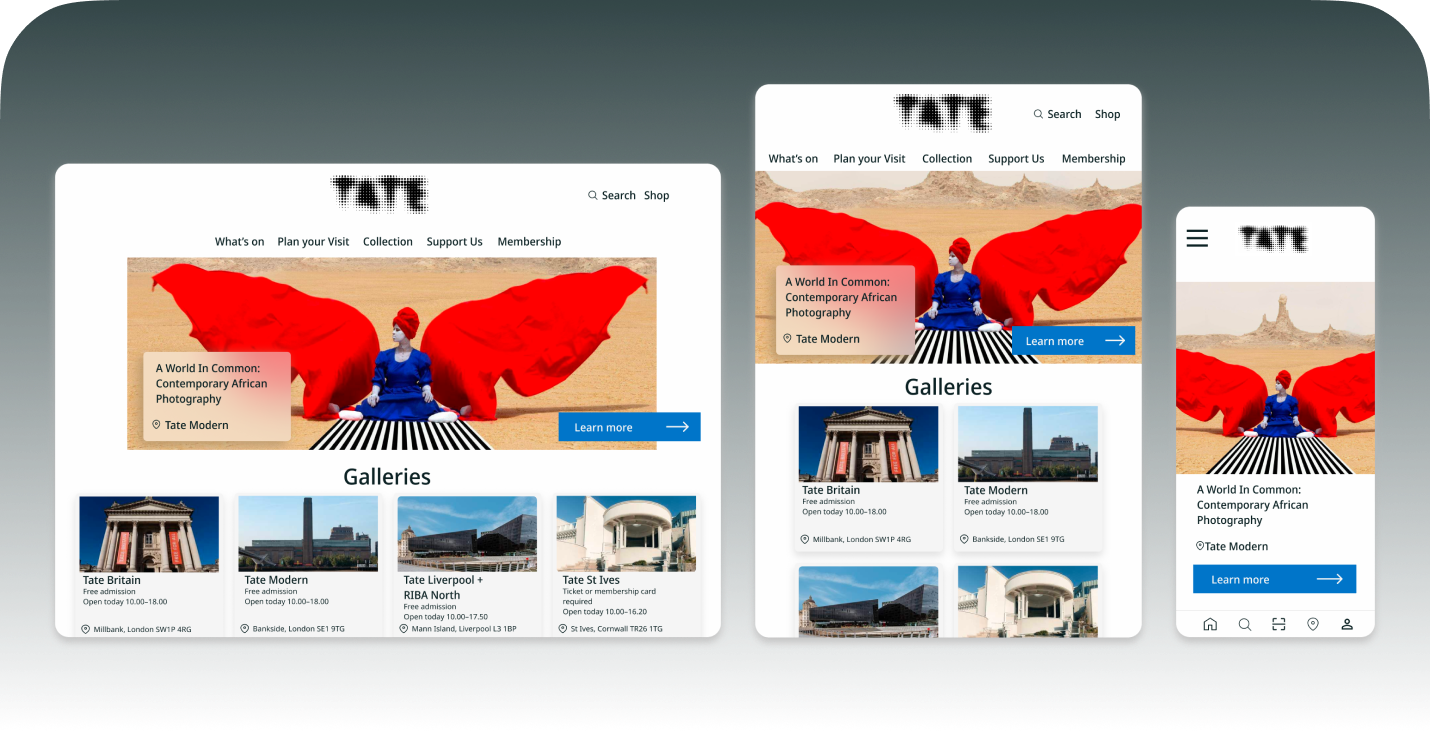 TATE
Search Shop
What's on Plan your Visit Collection Support Us Membership
A World In Common:
Contemporary African
Photography
Tate Modern
Learn more
Galleries
Tate Britain
Free admission
Open today 10.00–18.00
Millbank, London SW1P 4RG
Tate Modern
Free admission
Open today 10.00–18.00
Bankside, London SE1 9TG
Tate Liverpool +
RIBA North
Free admission
Open today 10.00–17.50
Mann Island, Liverpool L3 1BP
Tate St Ives
Ticket or membership card
required
Open today 10.00–16.20
St Ives, Cornwall TR26 1TG
TATE
Search Shop
What's on Plan your Visit Collection Support Us Membership
A World In Common:
Contemporary African
Photography
Tate Modern
Learn more
Galleries
Tate Britain
Free admission
Open today 10.00–18.00
Millbank, London SW1P 4RG
Tate Modern
Free admission
Open today 10.00–18.00
Bankside, London SE1 9TG
TATE
A World In Common:
Contemporary African
Photography
Tate Modern
Learn more